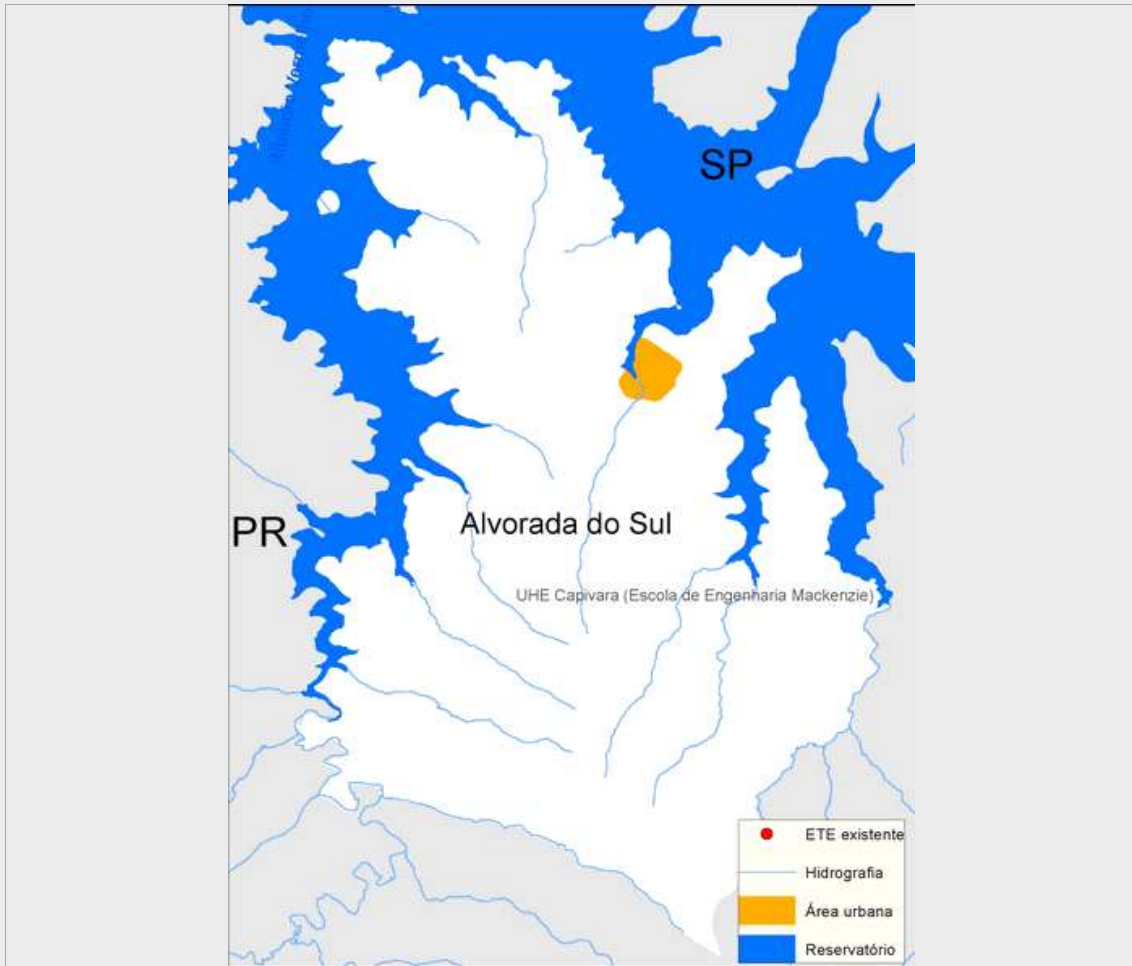 SP
PR
Alvorada do Sul
UHE Capivara (Escola de Engenharia Mackenzie)
ETE existente
Hidrografia
Área urbana
Reservatório